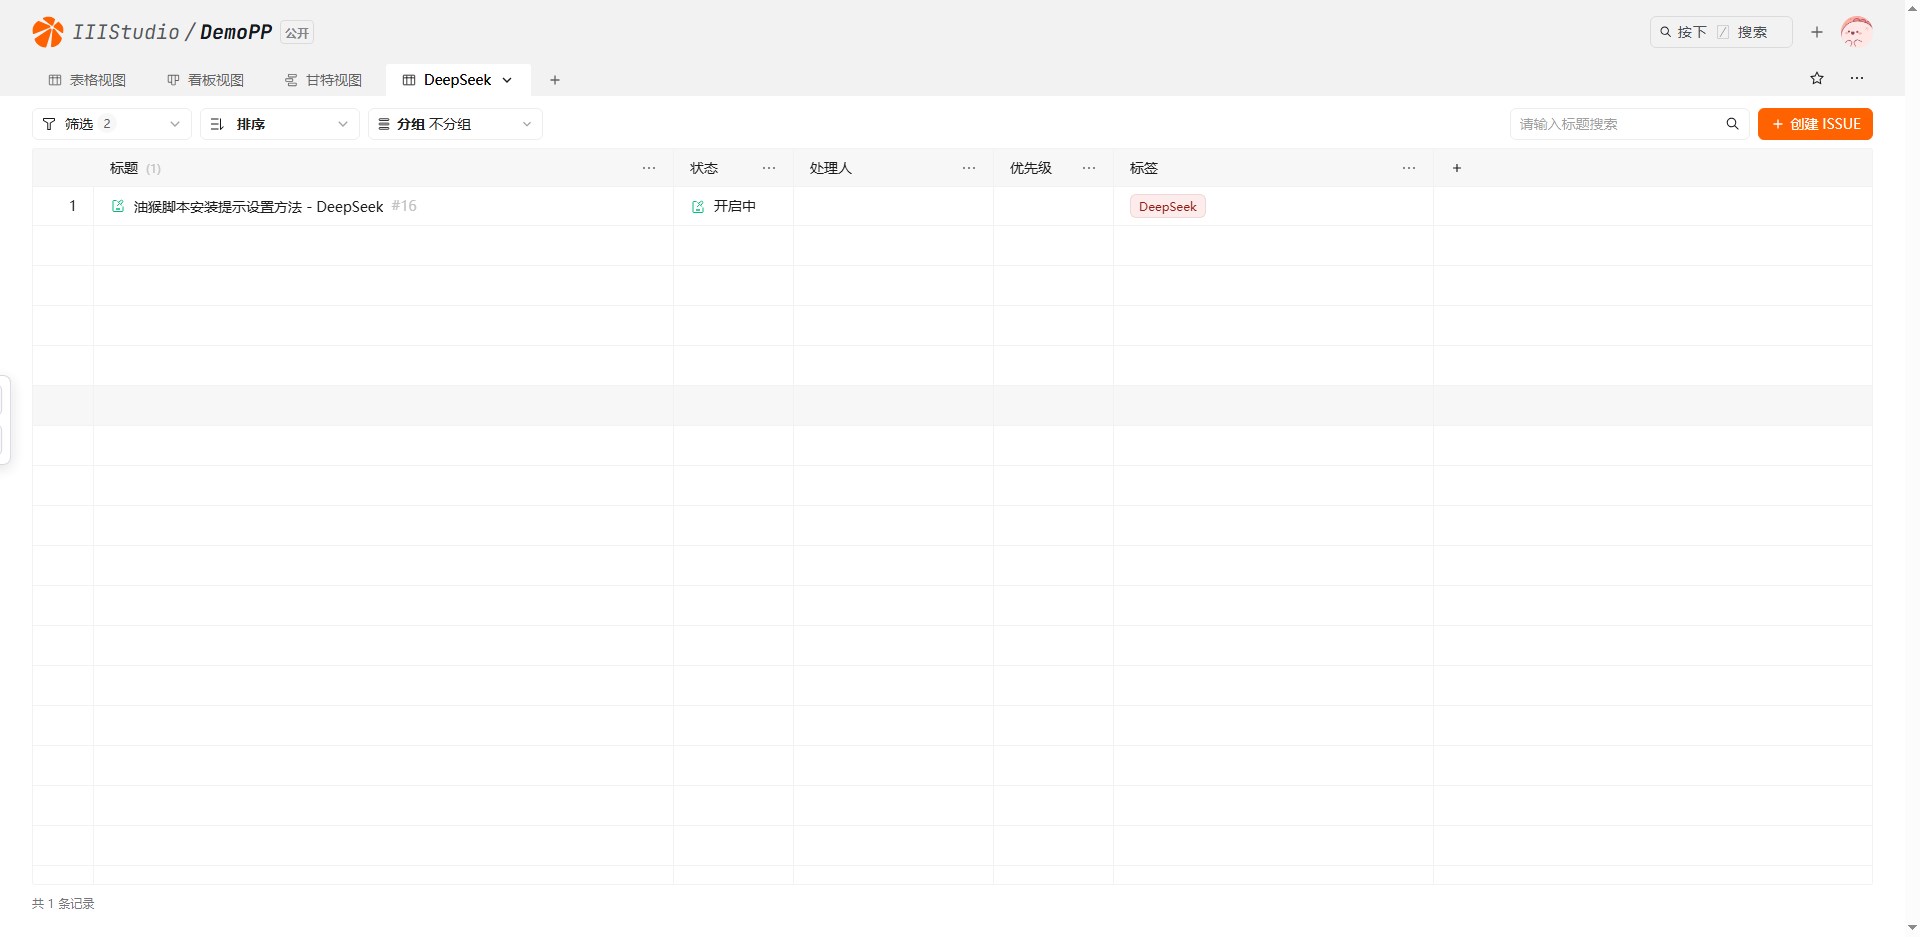 IIIStudio / DemoPP 公开
按下 / 搜索
表格视图 看板视图 甘特视图 DeepSeek
筛选 2 排序 分组 不分组 请输入标题搜索 创建 ISSUE
标题 (1) 状态 处理人 优先级 标签
1 油猴脚本安装提示设置方法 - DeepSeek #16 开启中 DeepSeek
共 1 条记录